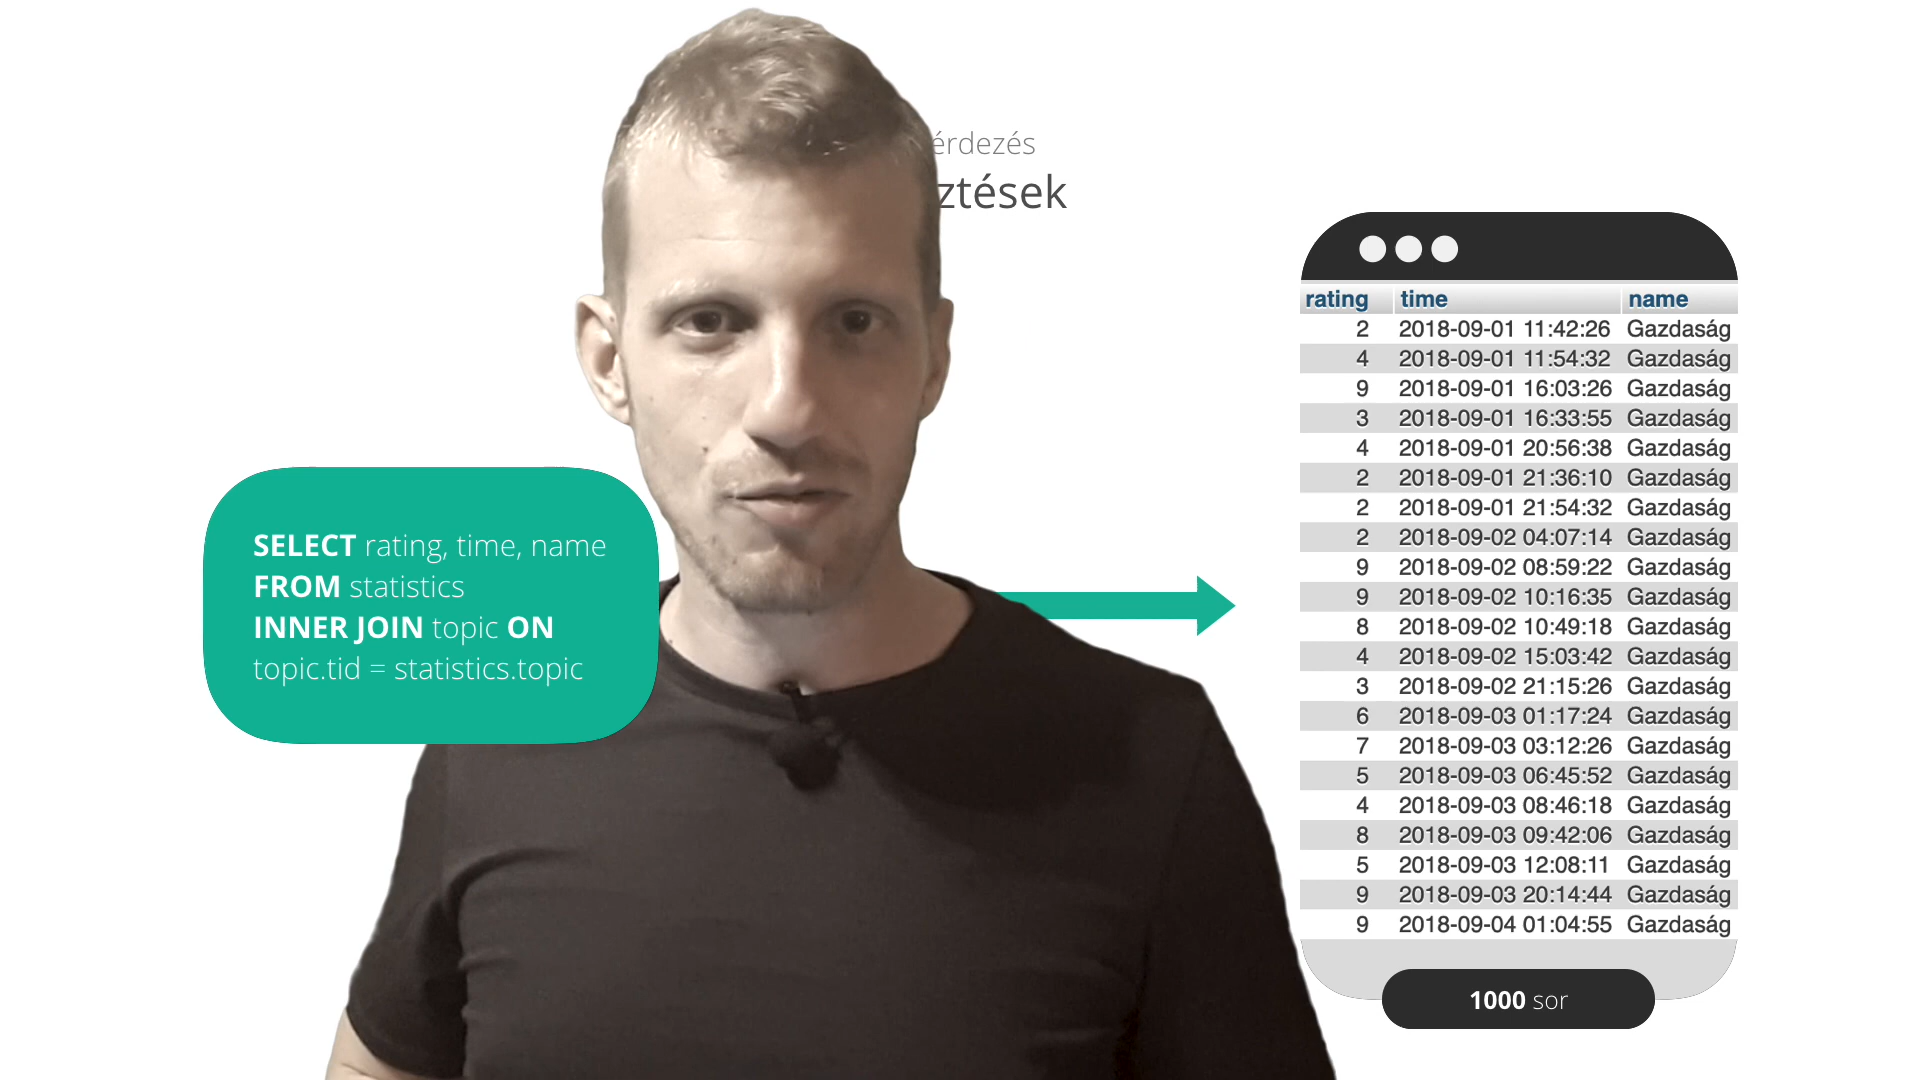 érdezés
ztések
SELECT rating, time, name
FROM statistics
INNER JOIN topic ON
topic.tid = statistics.topic
rating time name
2 2018-09-01 11:42:26 Gazdaság
4 2018-09-01 11:54:32 Gazdaság
9 2018-09-01 16:03:26 Gazdaság
3 2018-09-01 16:33:55 Gazdaság
4 2018-09-01 20:56:38 Gazdaság
2 2018-09-01 21:36:10 Gazdaság
2 2018-09-01 21:54:32 Gazdaság
2 2018-09-02 04:07:14 Gazdaság
9 2018-09-02 08:59:22 Gazdaság
9 2018-09-02 10:16:35 Gazdaság
8 2018-09-02 10:49:18 Gazdaság
4 2018-09-02 15:03:42 Gazdaság
3 2018-09-02 21:15:26 Gazdaság
6 2018-09-03 01:17:24 Gazdaság
7 2018-09-03 03:12:26 Gazdaság
5 2018-09-03 06:45:52 Gazdaság
4 2018-09-03 08:46:18 Gazdaság
8 2018-09-03 09:42:06 Gazdaság
5 2018-09-03 12:08:11 Gazdaság
9 2018-09-03 20:14:44 Gazdaság
9 2018-09-04 01:04:55 Gazdaság
1000 sor